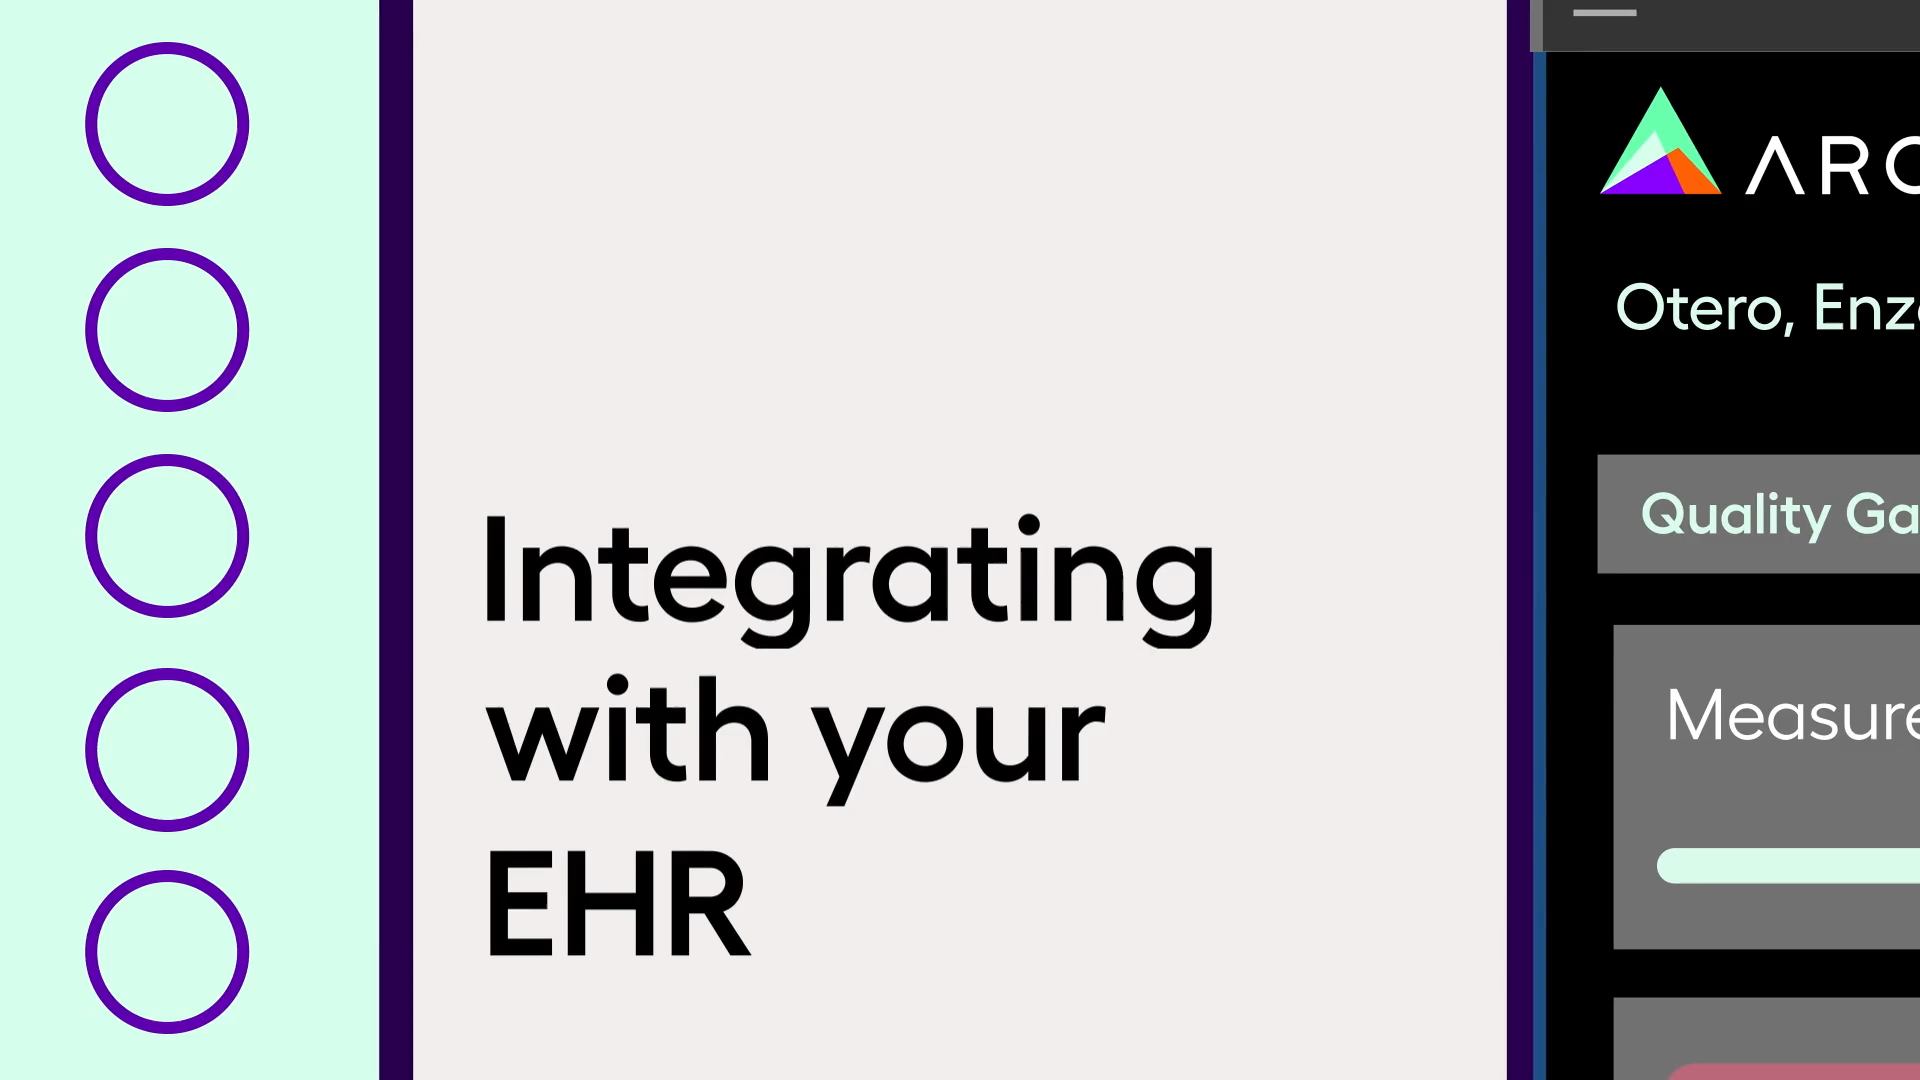 Integrating
with your
EHR
ARC
Otero, Enz
Quality Ga
Measure